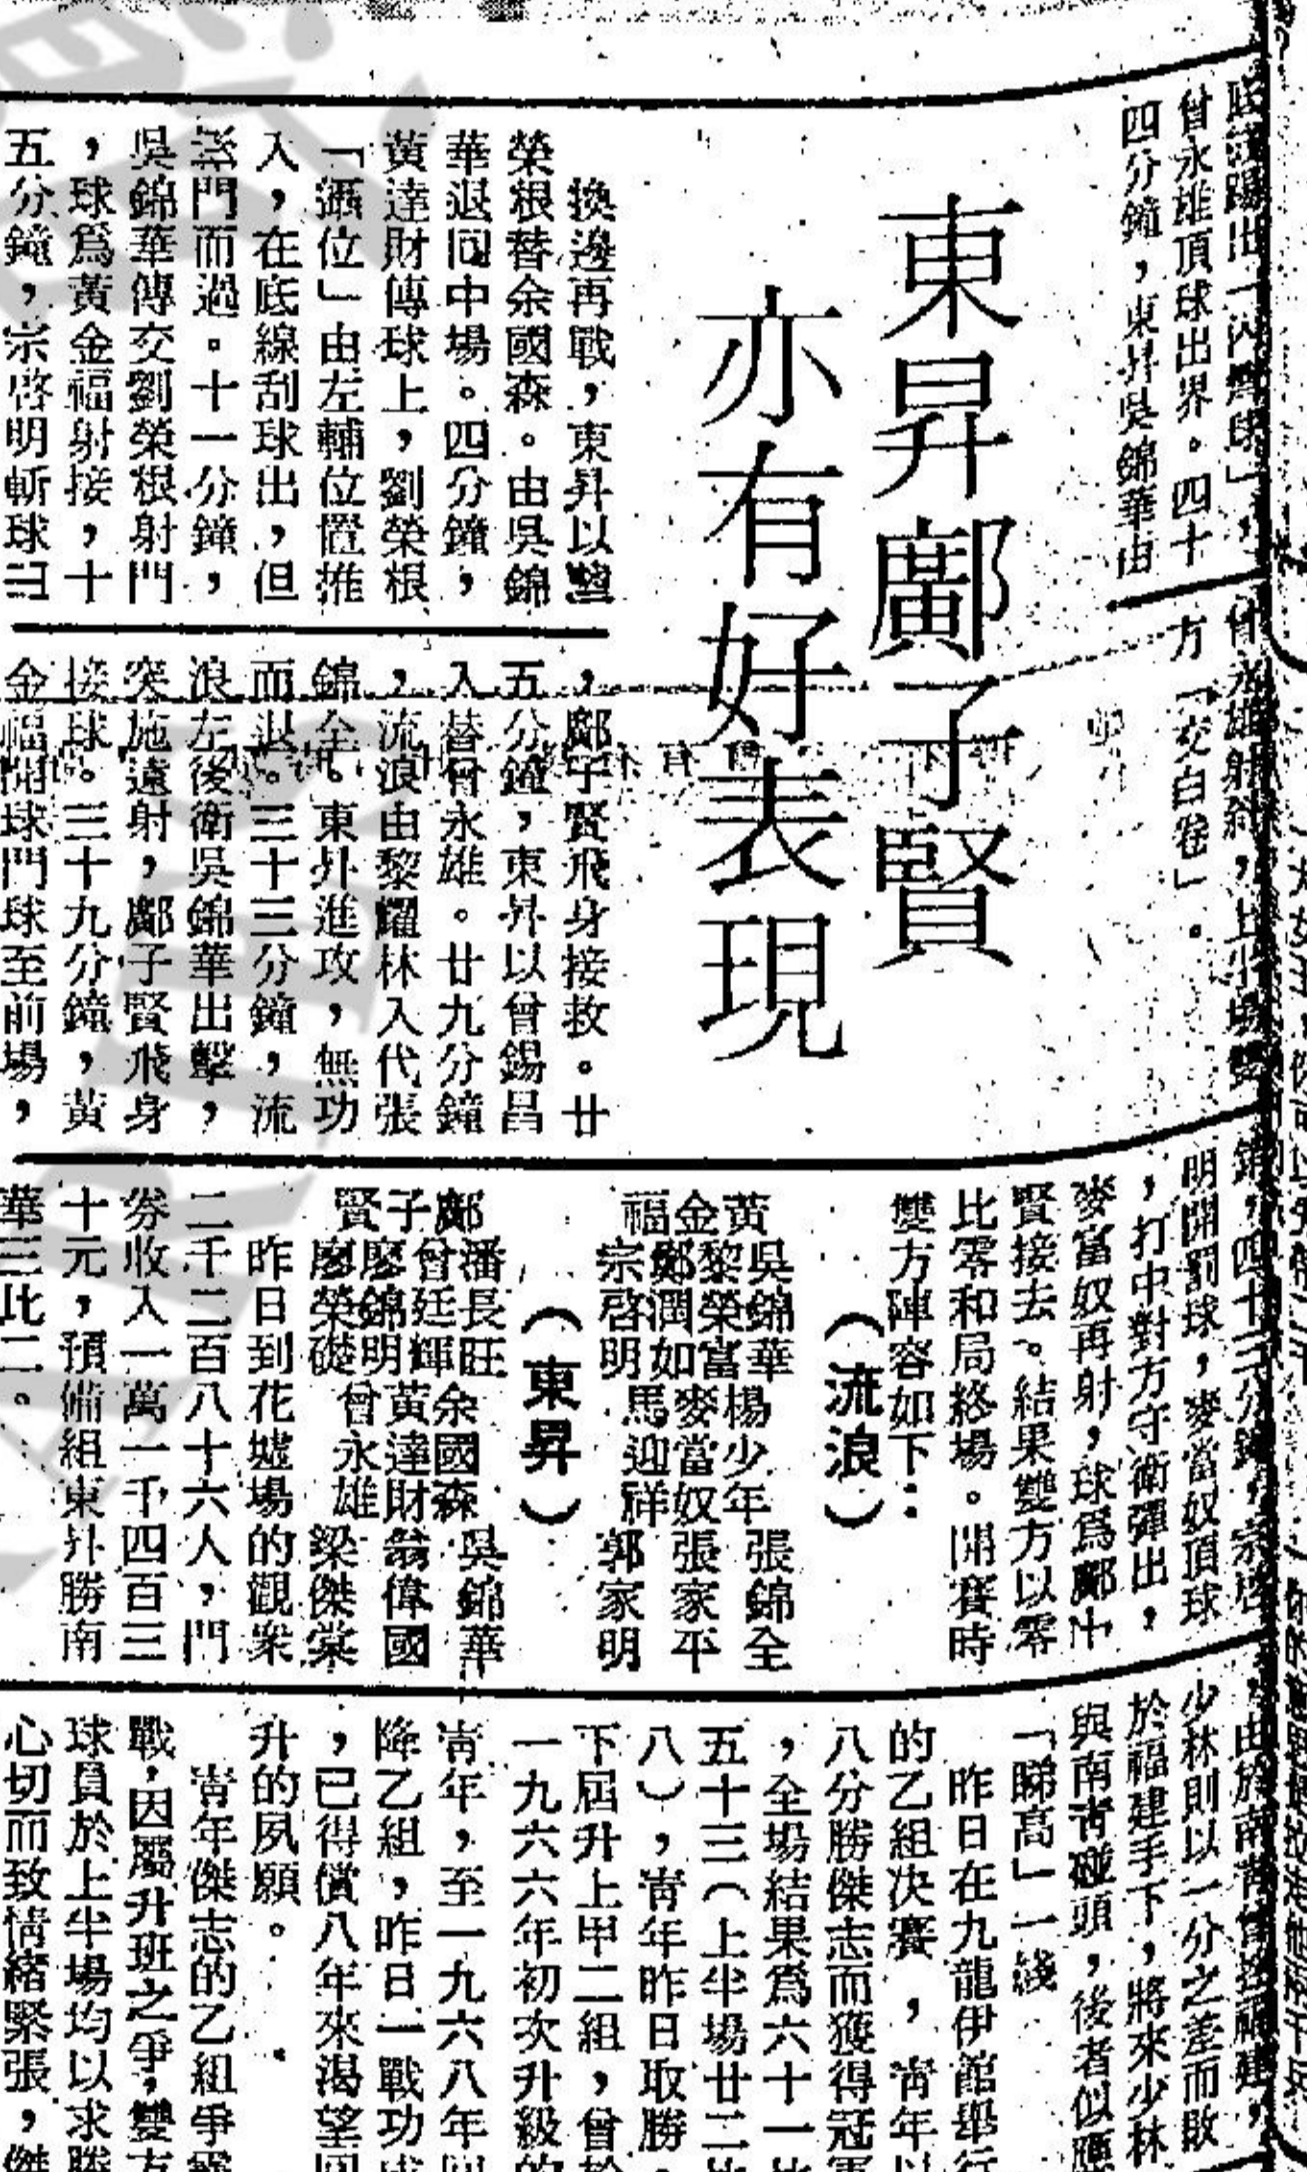 曾永雄頂球出界。四十
四分鐘，東昇吳錦華由
方「交白卷」。
東昇鄺子賢
亦有好表現
換邊再戰，東昇以劉
榮根替余國森。由吳錦
華退回中場。四分鐘，
黃達財傳球上，劉榮根
「攝位」由左輔位置推
入，在底線刮球出，但
門而過。十一分鐘，
吳錦華傳交劉榮根射門
，球爲黃金福射接，十
五分鐘，宗啓明斬球
，鄺子賢飛身接救。廿
五分鐘，東昇以曾錫昌
入替曾永雄。廿九分鐘
，流浪由黎耀林入代張
錦全。東昇進攻，無功
而退。三十三分鐘，流
浪左後衛吳錦華出擊，
突施遠射，鄺子賢飛身
接球。三十九分鐘，黃
金福開球門球至前場，
明開罰球，麥當奴頂球
，打中對方守衛彈出，
麥當奴再射，球爲鄺
賢接去。結果雙方以零
比零和局終場。開賽時
雙方陣容如下：
（流浪）
黃金福
吳錦華 黎榮富 鄭潤如 宗啓明
楊少年 麥當奴 馬迎祥
張錦全 張家平 郭家明
（東昇）
鄺子賢
潘長旺 曾廷輝 廖錦明 廖榮礎
余國森 黃達財 曾永雄
吳錦華 翁偉國 梁傑棠
昨日到花墟場的觀衆
二千二百八十六人，門
券收入一萬一千四百三
十元，預備組東昇勝南
華三比二。
少林則以一分之差而敗
於福建手下，將來少林
與南靑碰頭，後者似
「睇高」一綫
昨日在九龍伊館舉行
的乙組决賽，靑年以
八分勝傑志而獲得冠軍
，全場結果爲六十一比
五十三（上半場廿二比
八），靑年昨日取勝，
下屆升上甲二組，曾於
一九六六年初次升級的
靑年，至一九六八年
降乙組，昨日一戰功成
，已得償八年來渴望回
升的夙願。
靑年傑志的乙組爭霸
戰，因屬升班之爭，雙方
球員於上半場均以求勝
心切而致情緒緊張，傑